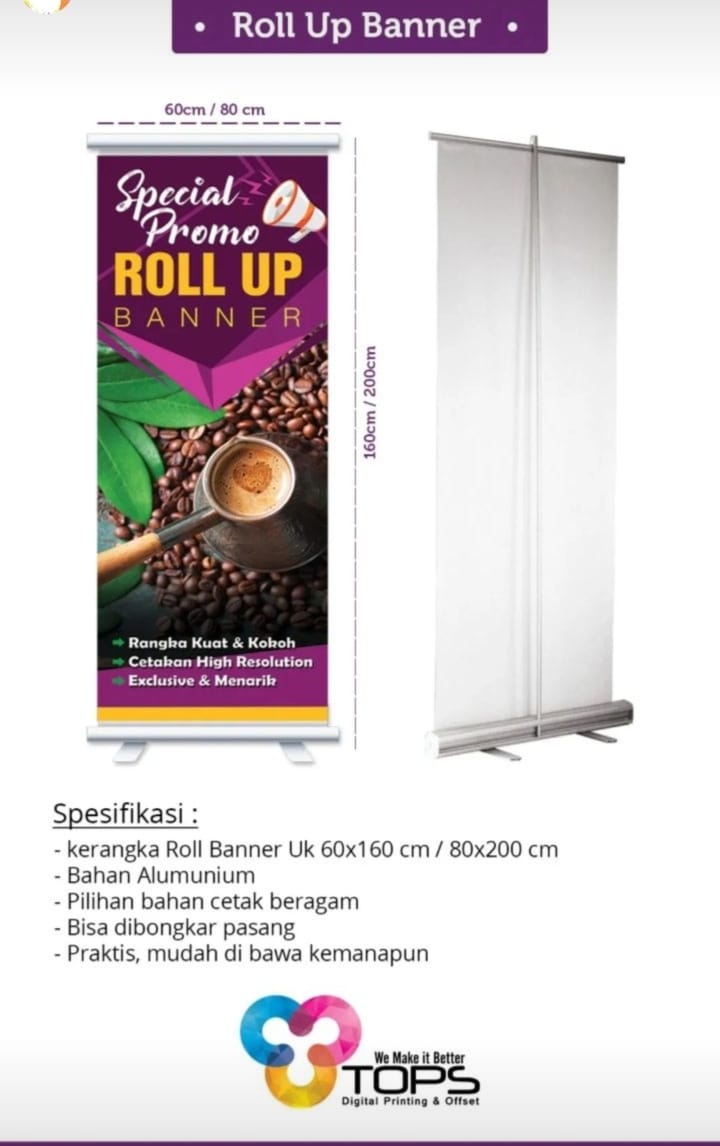 • Roll Up Banner •
60cm / 80 cm
Special
Promo
ROLL UP
BANNER
160cm / 200cm
Rangka Kuat & Kokoh
Cetakan High Resolution
Exclusive & Menarik
Spesifikasi :
- kerangka Roll Banner Uk 60x160 cm / 80x200 cm
- Bahan Alumunium
- Pilihan bahan cetak beragam
- Bisa dibongkar pasang
- Praktis, mudah di bawa kemanapun
We Make it Better
TOPS
Digital Printing & Offset